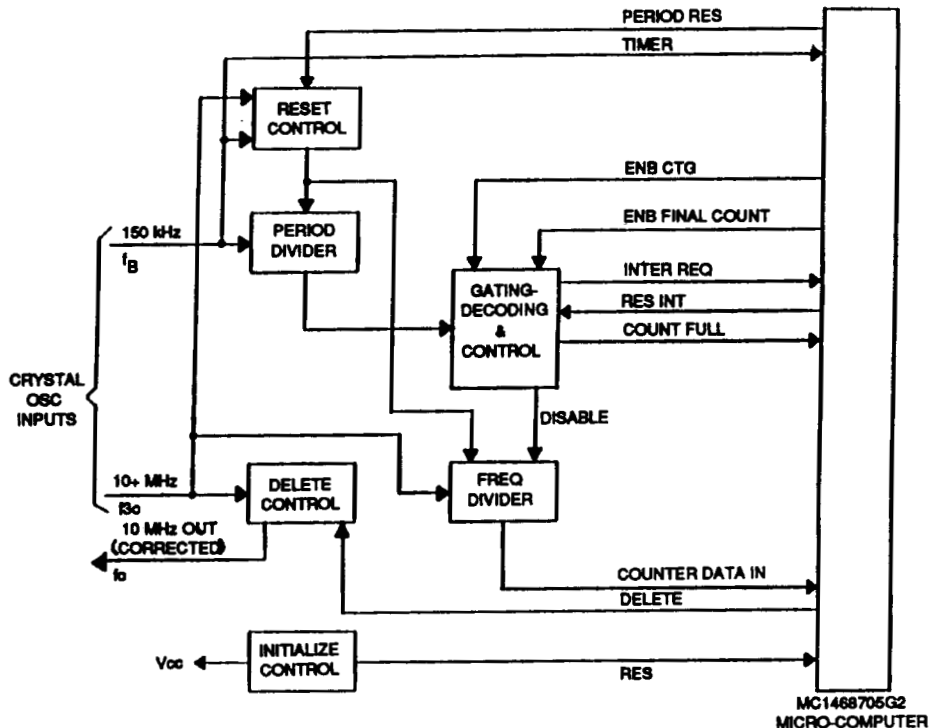 PERIOD RES
TIMER
RESET
CONTROL
ENB CTG
150 kHz
fB
PERIOD
DIVIDER
ENB FINAL COUNT
GATING-
DECODING
&
CONTROL
INTER REQ
RES INT
COUNT FULL
CRYSTAL
OSC
INPUTS
DISABLE
10+ MHz
f3c
DELETE
CONTROL
FREQ
DIVIDER
10 MHz OUT
(CORRECTED)
fo
COUNTER DATA IN
DELETE
Vcc
INITIALIZE
CONTROL
RES
MC1468705G2
MICRO-COMPUTER